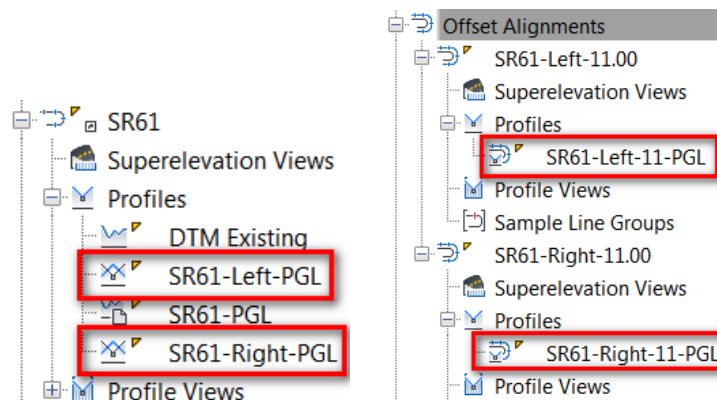 SR61
Superelevation Views
Profiles
DTM Existing
SR61-Left-PGL
SR61-PGL
SR61-Right-PGL
Profile Views
Offset Alignments
SR61-Left-11.00
Superelevation Views
Profiles
SR61-Left-11-PGL
Profile Views
Sample Line Groups
SR61-Right-11.00
Superelevation Views
Profiles
SR61-Right-11-PGL
Profile Views